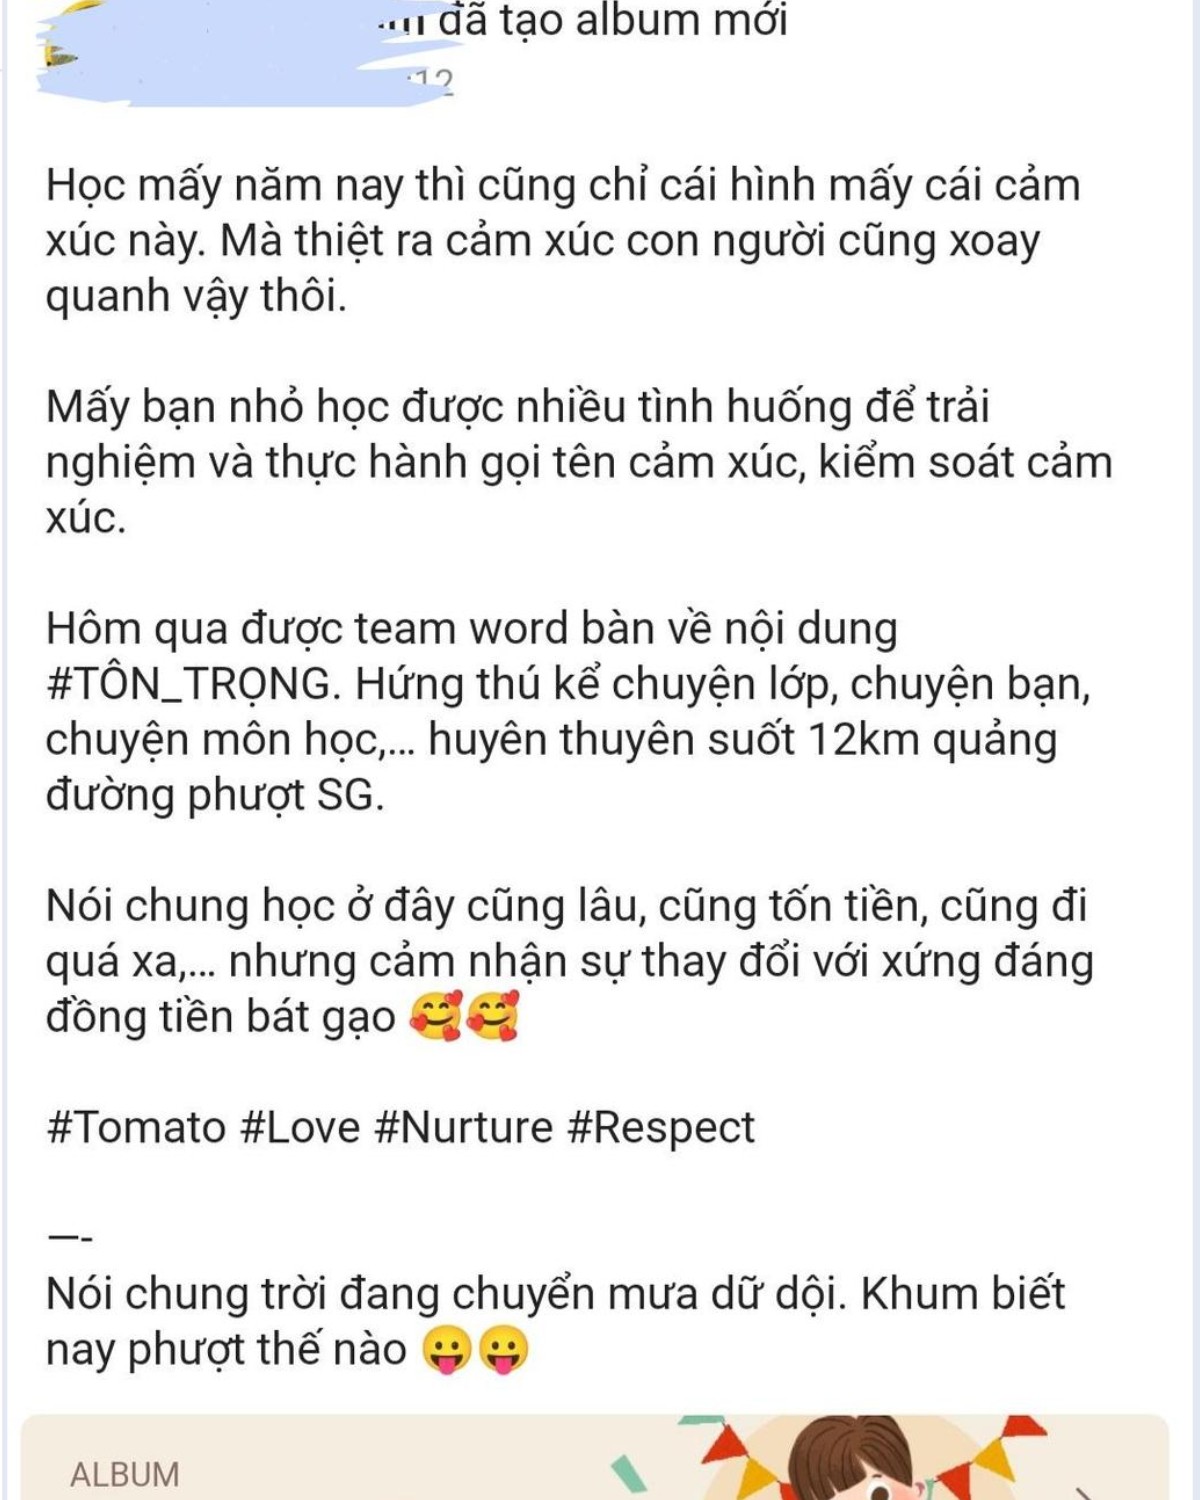 đã tạo album mới
:12
Học mấy năm nay thì cũng chỉ cái hình mấy cái cảm
xúc này. Mà thiệt ra cảm xúc con người cũng xoay
quanh vậy thôi.
Mấy bạn nhỏ học được nhiều tình huống để trải
nghiệm và thực hành gọi tên cảm xúc, kiểm soát cảm
xúc.
Hôm qua được team word bàn về nội dung
#TÔN_TRỌNG. Hứng thú kể chuyện lớp, chuyện bạn,
chuyện môn học,... huyên thuyên suốt 12km quảng
đường phượt SG.
Nói chung học ở đây cũng lâu, cũng tốn tiền, cũng đi
quá xa,... nhưng cảm nhận sự thay đổi với xứng đáng
đồng tiền bát gạo 🥰🥰
#Tomato #Love #Nurture #Respect
—-
Nói chung trời đang chuyển mưa dữ dội. Khum biết
nay phượt thế nào 😛😛
ALBUM